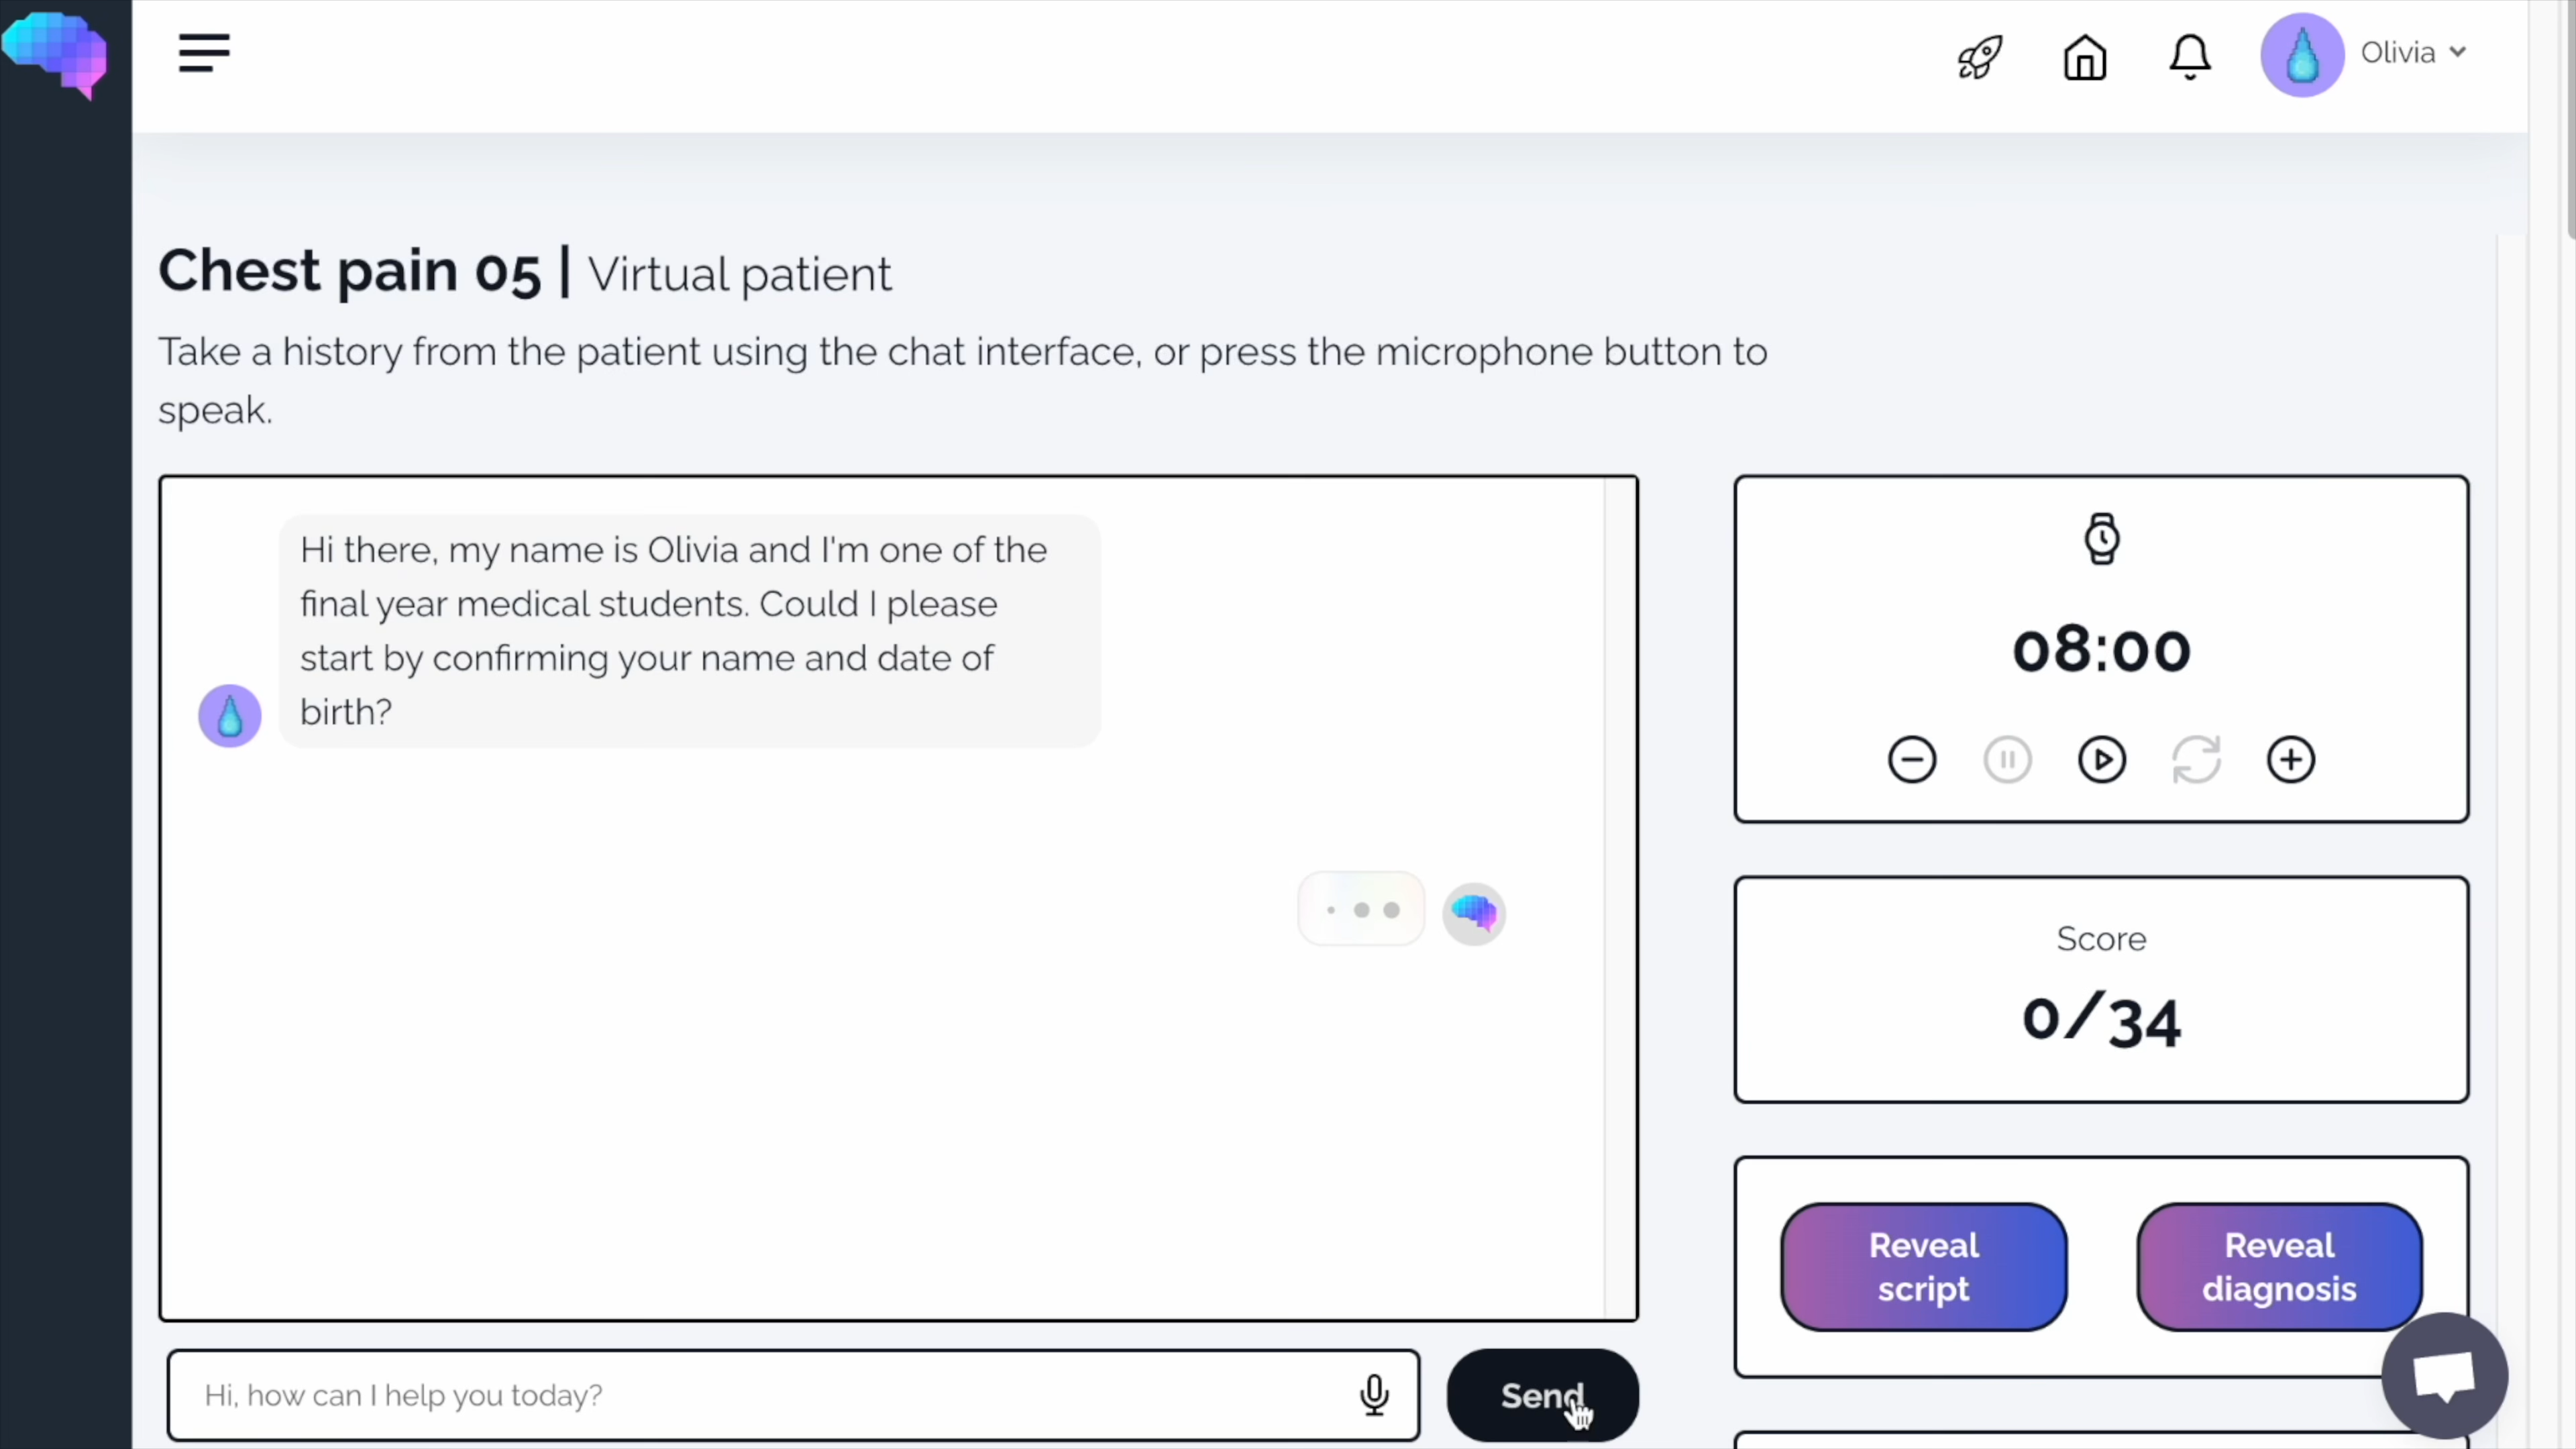 Olivia
Chest pain 05 | Virtual patient
Take a history from the patient using the chat interface, or press the microphone button to
speak.
Hi there, my name is Olivia and I'm one of the
final year medical students. Could I please
start by confirming your name and date of
birth?
08:00
Score
0/34
Reveal
script
Reveal
diagnosis
Hi, how can I help you today?
Send